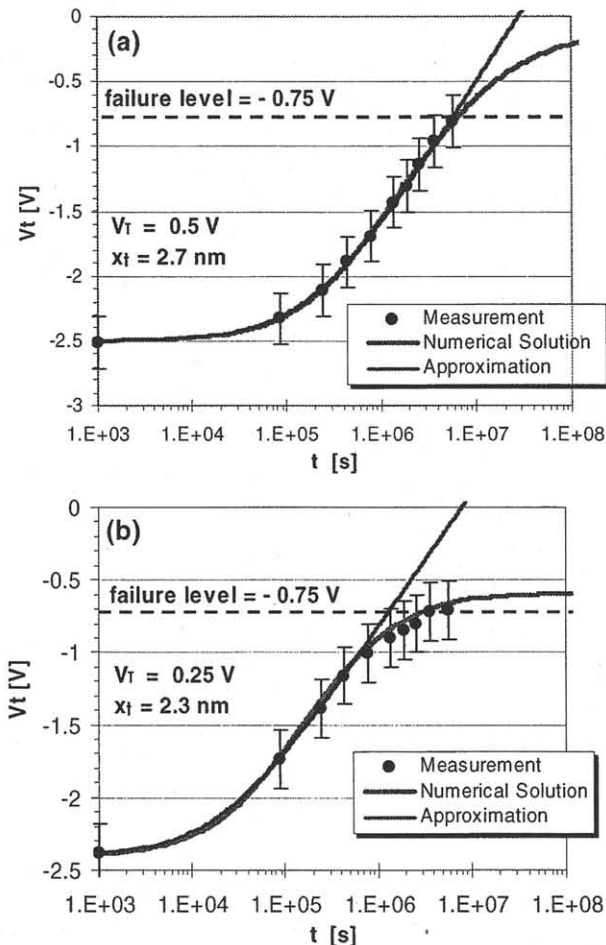 (a)
0
-0.5
-1
-1.5
-2
-2.5
-3
Vt [V]
failure level = - 0.75 V
VT = 0.5 V
xt = 2.7 nm
Measurement
Numerical Solution
Approximation
1.E+03 1.E+04 1.E+05 1.E+06 1.E+07 1.E+08
t [s]
(b)
0
-0.5
-1
-1.5
-2
-2.5
Vt [V]
failure level = - 0.75 V
VT = 0.25 V
xt = 2.3 nm
Measurement
Numerical Solution
Approximation
1.E+03 1.E+04 1.E+05 1.E+06 1.E+07 1.E+08
t [s]